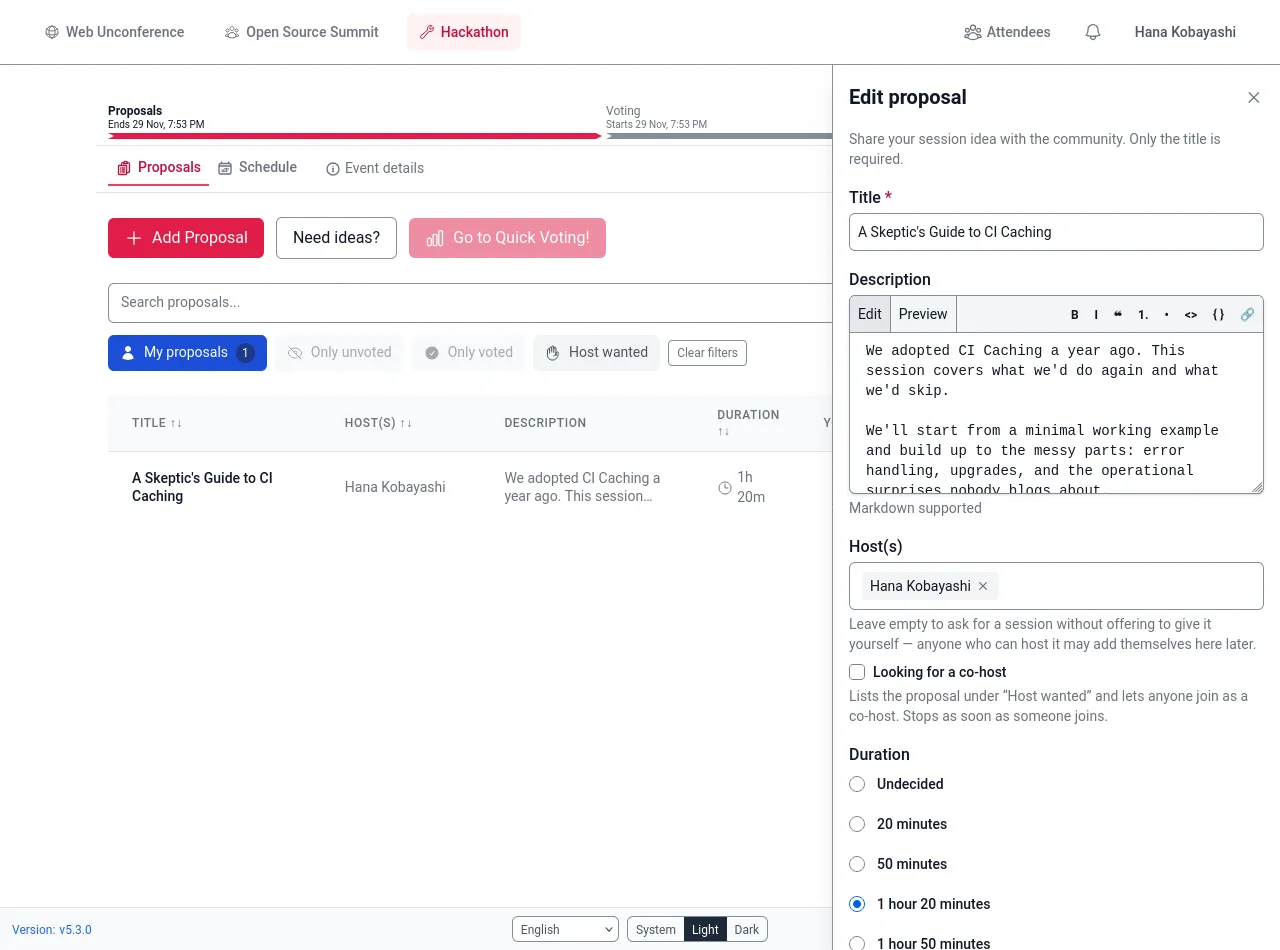 Web Unconference
Open Source Summit
Hackathon
Attendees
Hana Kobayashi
Proposals
Ends 29 Nov, 7:53 PM
Voting
Starts 29 Nov, 7:53 PM
Proposals
Schedule
Event details
Add Proposal
Need ideas?
Go to Quick Voting!
Search proposals...
My proposals 1
Only unvoted
Only voted
Host wanted
Clear filters
TITLE ↑↓
HOST(S) ↑↓
DESCRIPTION
DURATION
↑↓
Y
A Skeptic's Guide to CI
Caching
Hana Kobayashi
We adopted CI Caching a
year ago. This session…
1h
20m
Version: v5.3.0
English
System
Light
Dark
Edit proposal
Share your session idea with the community. Only the title is
required.
Title *
A Skeptic's Guide to CI Caching
Description
Edit
Preview
B I ❝ 1. • <> {} 🔗
We adopted CI Caching a year ago. This
session covers what we'd do again and what
we'd skip.
We'll start from a minimal working example
and build up to the messy parts: error
handling, upgrades, and the operational
surprises nobody blogs about.
Markdown supported
Host(s)
Hana Kobayashi ×
Leave empty to ask for a session without offering to give it
yourself — anyone who can host it may add themselves here later.
Looking for a co-host
Lists the proposal under “Host wanted” and lets anyone join as a
co-host. Stops as soon as someone joins.
Duration
Undecided
20 minutes
50 minutes
1 hour 20 minutes
1 hour 50 minutes